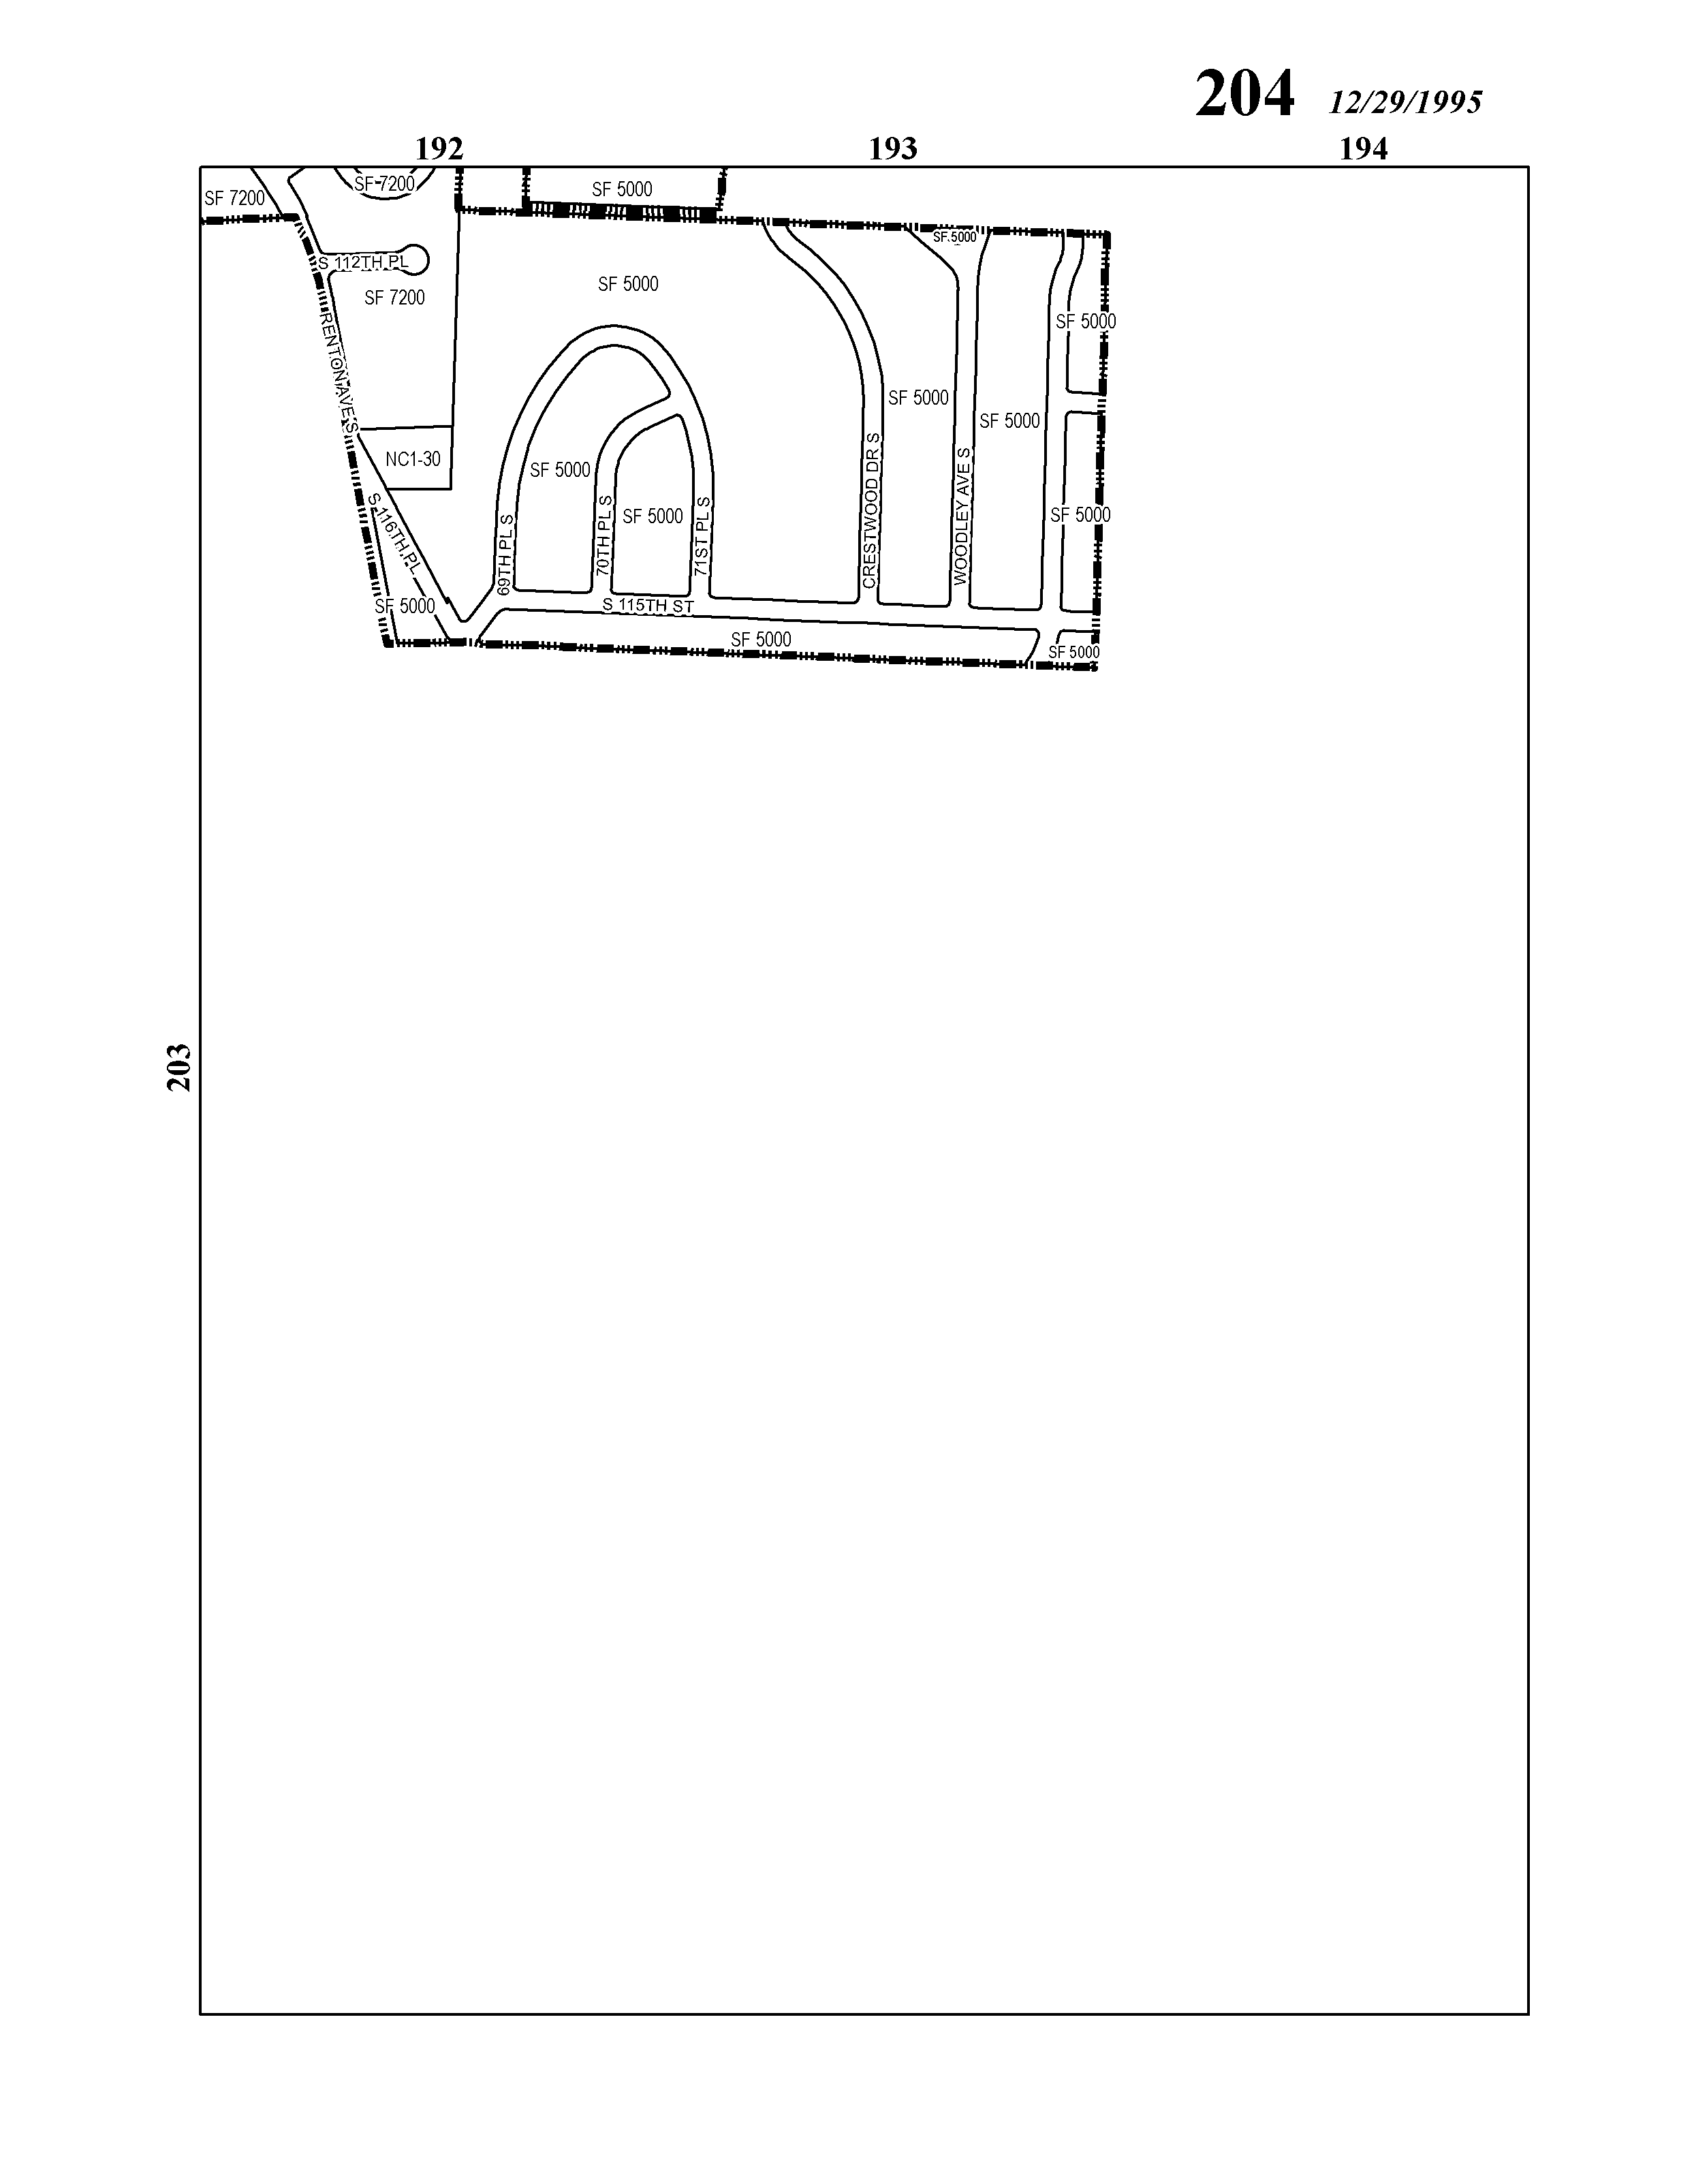 204 12/29/1995
192 193 194
SF 7200
SF 7200
SF 5000
SF 5000
S 112TH PL
SF 7200
SF 5000
SF 5000
RENTON AVE S
SF 5000
SF 5000
NC1-30
SF 5000
SF 5000
SF 5000
S 116TH PL
69TH PL S
70TH PL S
71ST PL S
CRESTWOOD DR S
WOODLEY AVE S
SF 5000
S 115TH ST
SF 5000
SF 5000
203